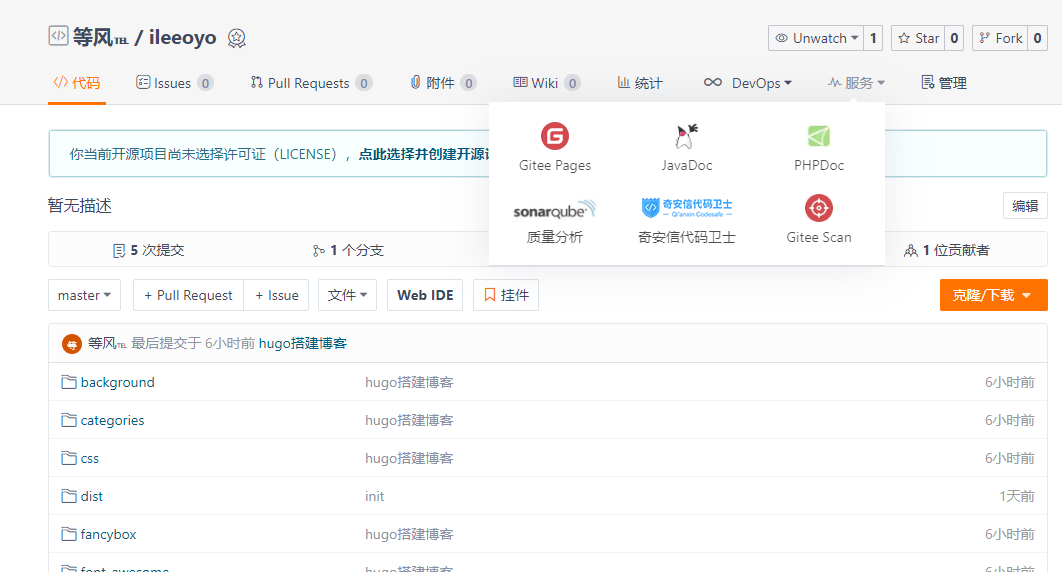 等风℡ / ileeoyo
Unwatch 1 Star 0 Fork 0
代码 Issues 0 Pull Requests 0 附件 0 Wiki 0 统计 DevOps 服务 管理
你当前开源项目尚未选择许可证（LICENSE），点此选择并创建开源
Gitee Pages JavaDoc PHPDoc
sonarqube 奇安信代码卫士 Qi'anxin Codesafe
质量分析 奇安信代码卫士 Gitee Scan
暂无描述 编辑
5 次提交 1 个分支 1 位贡献者
master + Pull Request + Issue 文件 Web IDE 挂件 克隆/下载
等风℡ 最后提交于 6小时前 hugo搭建博客
background hugo搭建博客 6小时前
categories hugo搭建博客 6小时前
css hugo搭建博客 6小时前
dist init 1天前
fancybox hugo搭建博客 6小时前
font-awesome hugo搭建博客 6小时前